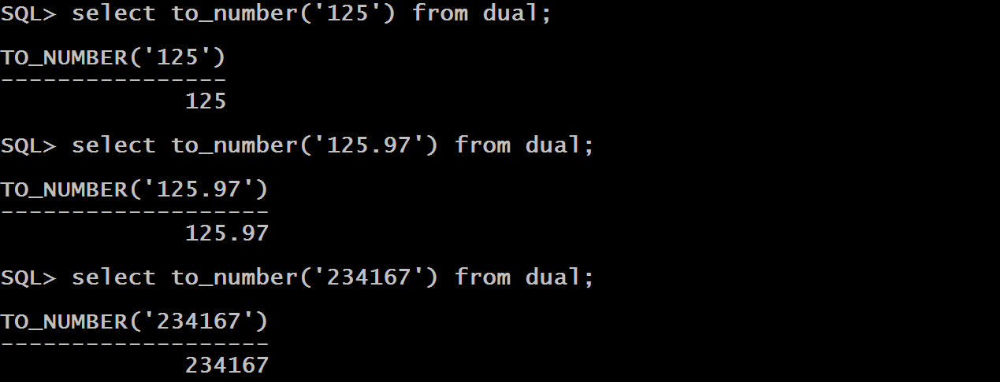 SQL> select to_number('125') from dual;
TO_NUMBER('125')
----------------
             125
SQL> select to_number('125.97') from dual;
TO_NUMBER('125.97')
-------------------
             125.97
SQL> select to_number('234167') from dual;
TO_NUMBER('234167')
-------------------
             234167